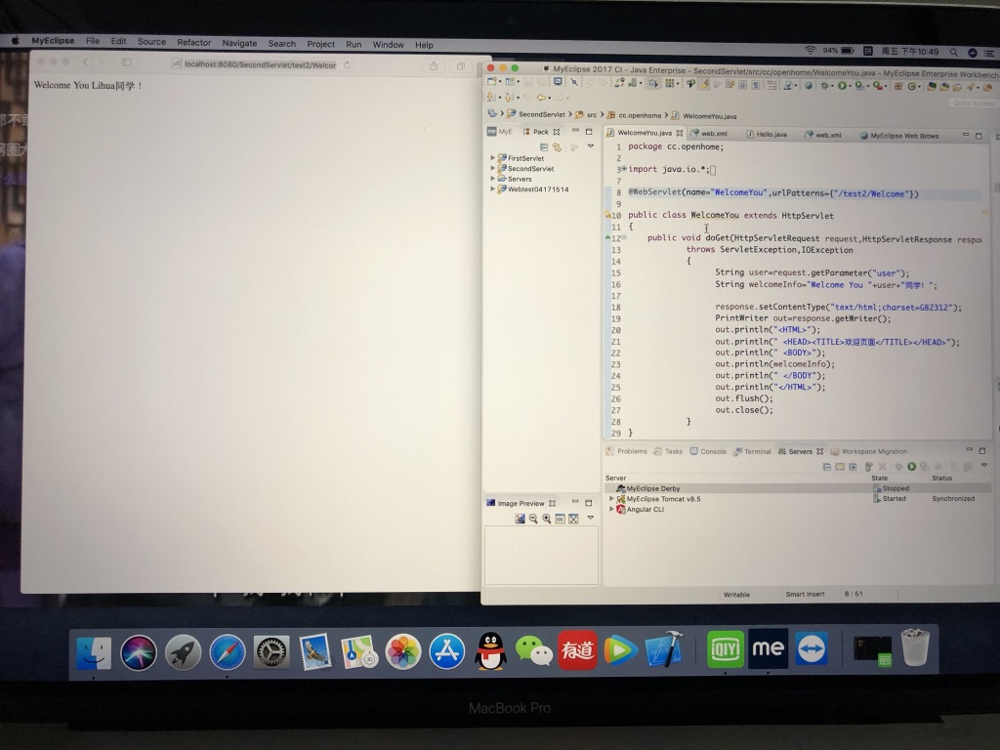 MyEclipse File Edit Source Refactor Navigate Search Project Run Window Help
94% 周五下午10:49
localhost:8080/SecondServlet/test2/Welcor
Welcome You Lihua同学！
MyEclipse 2017 CI - Java Enterprise - SecondServlet/src/cc/openhome/WelcomeYou.java – MyEclipse Enterprise Workbench
Quick Access
SecondServlet src cc.openhome WelcomeYou.java
MyE Pack
FirstServlet
SecondServlet
Servers
Webtest04171514
WelcomeYou.java web.xml Hello.java web.xml MyEclipse Web Brows
1 package cc.openhome;
2
3 import java.io.*;
7
8 @WebServlet(name="WelcomeYou",urlPatterns={"/test2/Welcome"})
9
10 public class WelcomeYou extends HttpServlet
11 {
12 public void doGet(HttpServletRequest request,HttpServletResponse respo
13 throws ServletException,IOException
14 {
15 String user=request.getParameter("user");
16 String welcomeInfo="Welcome You "+user+"同学! ";
17
18 response.setContentType("text/html;charset=GB2312");
19 PrintWriter out=response.getWriter();
20 out.println("<HTML>");
21 out.println(" <HEAD><TITLE>欢迎页面</TITLE></HEAD>");
22 out.println(" <BODY>");
23 out.println(welcomeInfo);
24 out.println(" </BODY");
25 out.println("</HTML>");
26 out.flush();
27 out.close();
28 }
29 }
Problems Tasks Console Terminal Servers Workspace Migration
Server State Status
MyEclipse Derby Stopped
MyEclipse Tomcat v8.5 Started Synchronized
Angular CLI
Image Preview
Writable Smart Insert 8 : 51
有道 iQIYI me
MacBook Pro